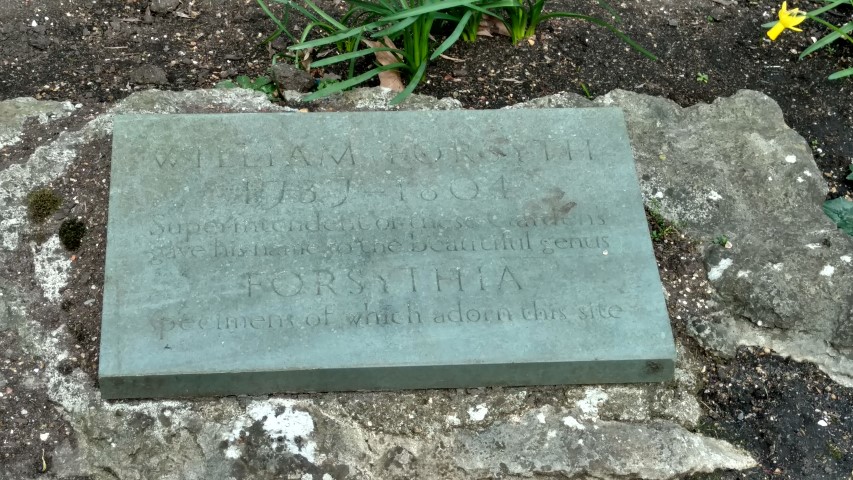 WILLIAM FORSYTH
1737 1804
Superintendent of these Gardens
gave his name to the beautiful genus
FORSYTHIA
specimens of which adorn this site